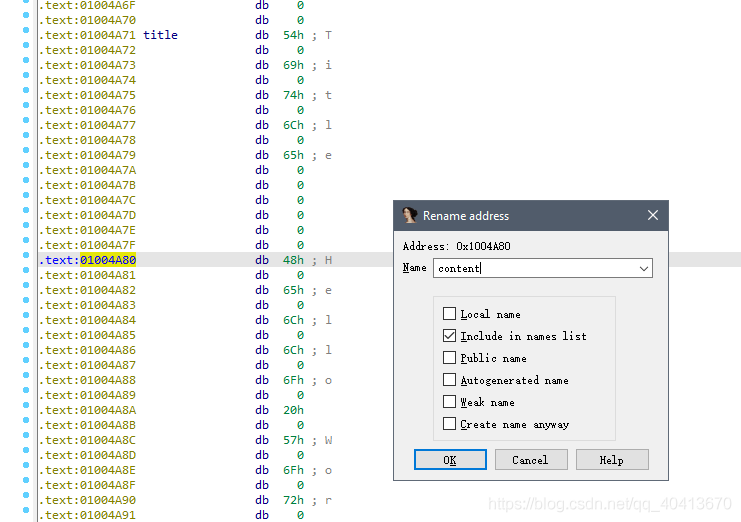 .text:01004A6F db 0
.text:01004A70 db 0
.text:01004A71 title db 54h ; T
.text:01004A72 db 0
.text:01004A73 db 69h ; i
.text:01004A74 db 0
.text:01004A75 db 74h ; t
.text:01004A76 db 0
.text:01004A77 db 6Ch ; l
.text:01004A78 db 0
.text:01004A79 db 65h ; e
.text:01004A7A db 0
.text:01004A7B db 0
.text:01004A7C db 0
.text:01004A7D db 0
.text:01004A7E db 0
.text:01004A7F db 0
.text:01004A80 db 48h ; H
.text:01004A81 db 0
.text:01004A82 db 65h ; e
.text:01004A83 db 0
.text:01004A84 db 6Ch ; l
.text:01004A85 db 0
.text:01004A86 db 6Ch ; l
.text:01004A87 db 0
.text:01004A88 db 6Fh ; o
.text:01004A89 db 0
.text:01004A8A db 20h
.text:01004A8B db 0
.text:01004A8C db 57h ; W
.text:01004A8D db 0
.text:01004A8E db 6Fh ; o
.text:01004A8F db 0
.text:01004A90 db 72h ; r
.text:01004A91 db 0
Rename address
Address: 0x1004A80
Name content
Local name
Include in names list
Public name
Autogenerated name
Weak name
Create name anyway
OK Cancel Help
https://blog.csdn.net/qq_40413670